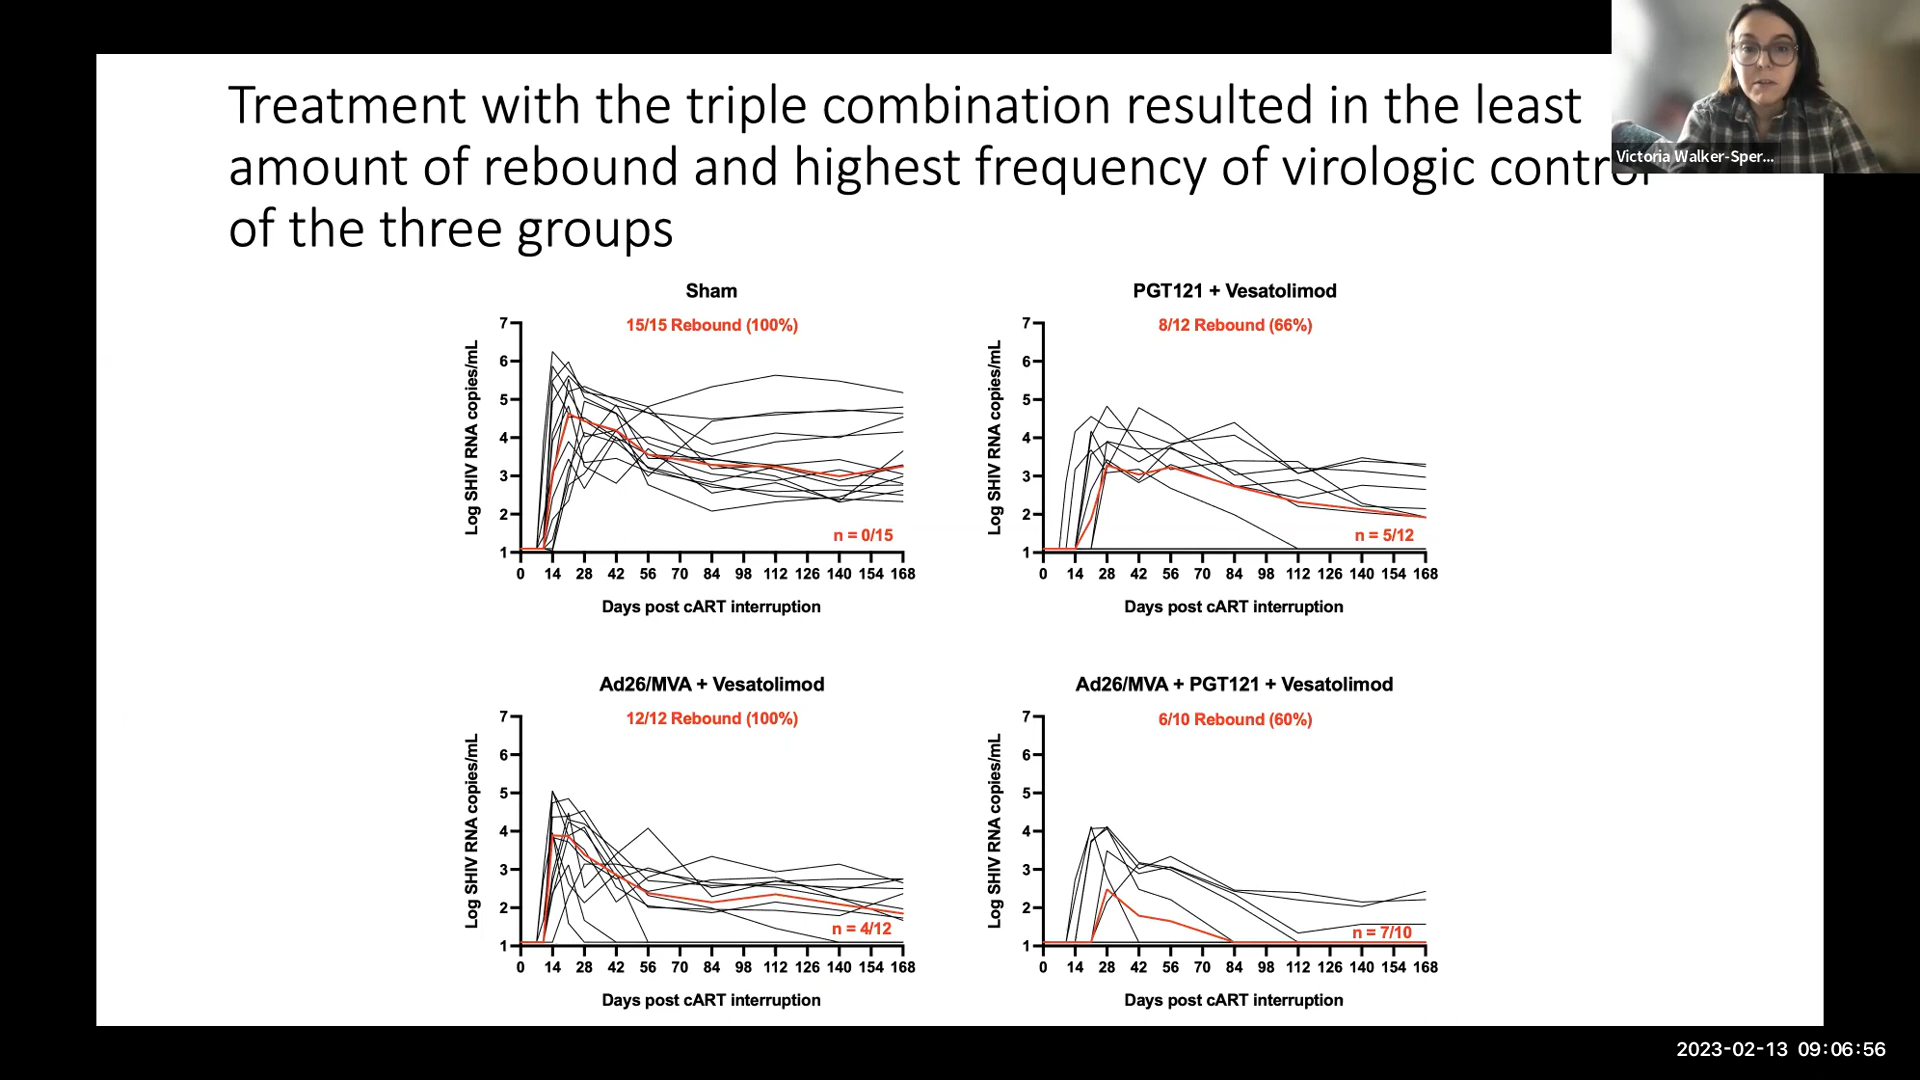 Treatment with the triple combination resulted in the least
amount of rebound and highest frequency of virologic control
of the three groups
Victoria Walker-Sper...
Sham
15/15 Rebound (100%)
Log SHIV RNA copies/mL
7
6
5
4
3
2
1
n = 0/15
0 14 28 42 56 70 84 98 112 126 140 154 168
Days post cART interruption
PGT121 + Vesatolimod
8/12 Rebound (66%)
Log SHIV RNA copies/mL
7
6
5
4
3
2
1
n = 5/12
0 14 28 42 56 70 84 98 112 126 140 154 168
Days post cART interruption
Ad26/MVA + Vesatolimod
12/12 Rebound (100%)
Log SHIV RNA copies/mL
7
6
5
4
3
2
1
n = 4/12
0 14 28 42 56 70 84 98 112 126 140 154 168
Days post cART interruption
Ad26/MVA + PGT121 + Vesatolimod
6/10 Rebound (60%)
Log SHIV RNA copies/mL
7
6
5
4
3
2
1
n = 7/10
0 14 28 42 56 70 84 98 112 126 140 154 168
Days post cART interruption
2023-02-13 09:06:56